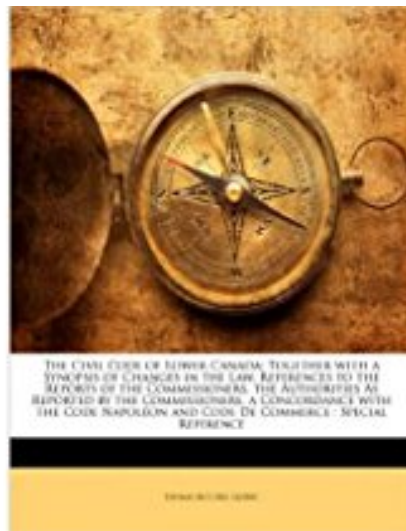 The Civil Code of Lower Canada: Together with a
Synopsis of Changes in the Law, References to the
Reports of the Commissioners, the Authorities As
Reported by the Commissioners, a Concordance with
the Code Napoleon and Code De Commerce : Special
Reference